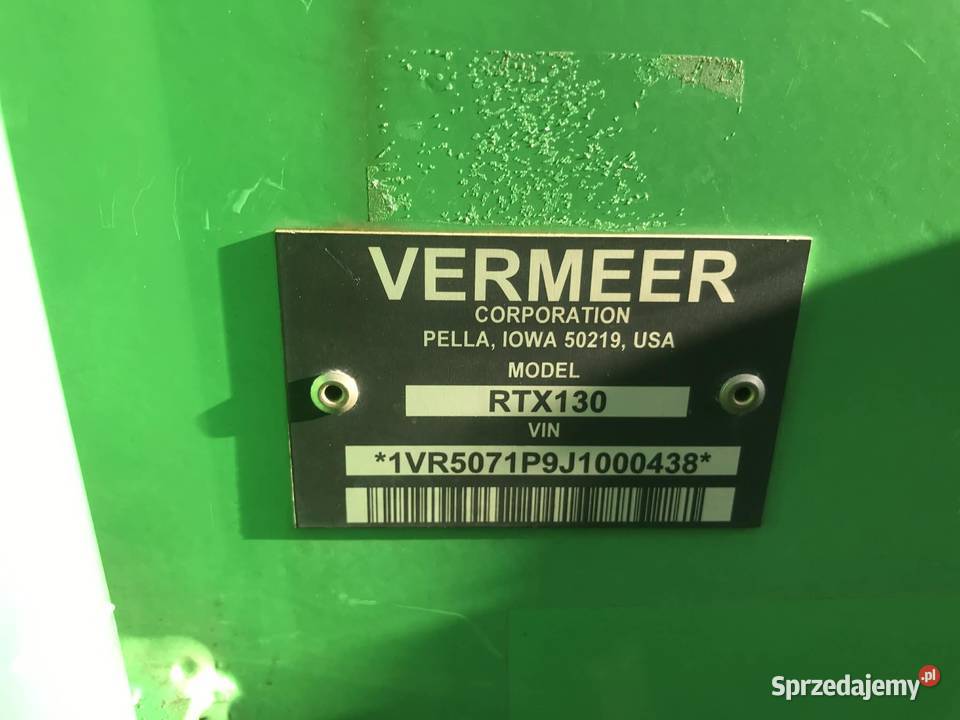 VERMEER
CORPORATION
PELLA, IOWA 50219, USA
MODEL
RTX130
VIN
*1VR5071P9J1000438*
Sprzedajemy.pl